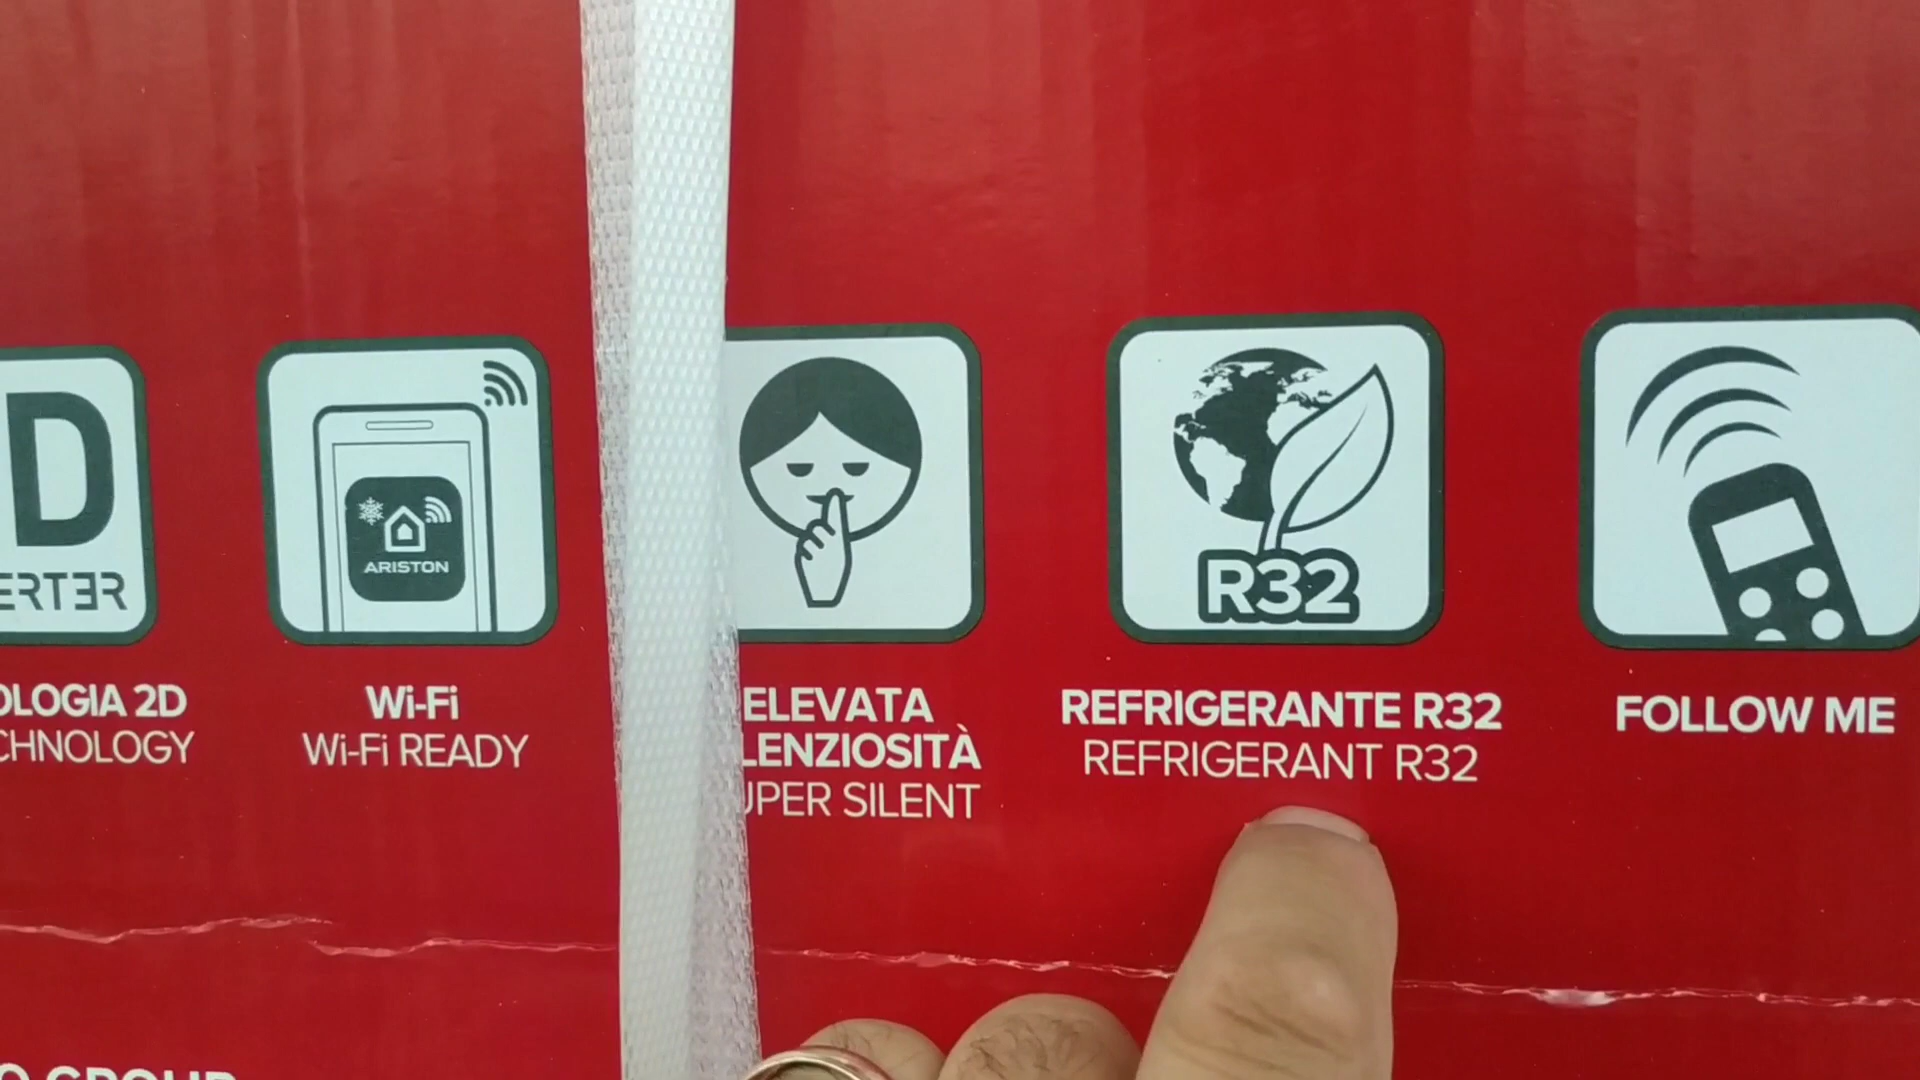 D
ERTER
ARISTON
R32
OLOGIA 2D
CHNOLOGY
Wi-Fi
Wi-Fi READY
ELEVATA
LENZIOSITÀ
UPER SILENT
REFRIGERANTE R32
REFRIGERANT R32
FOLLOW ME
O GROUP